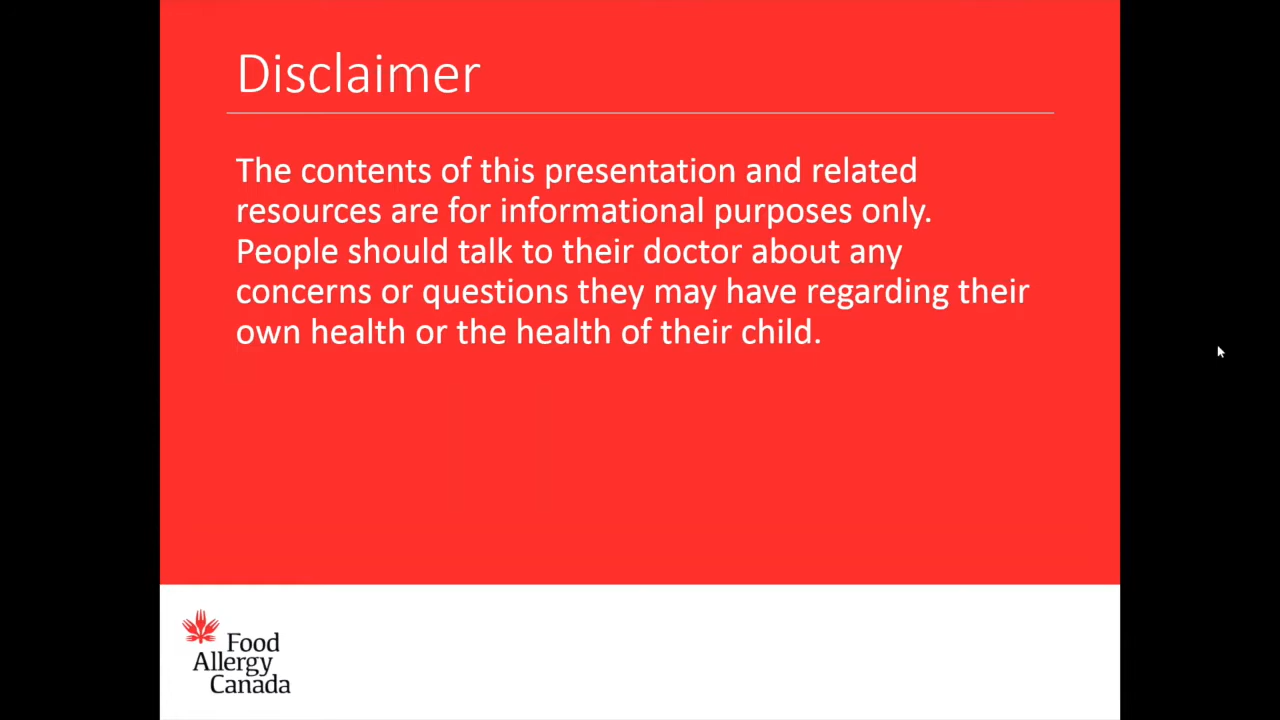 Disclaimer
The contents of this presentation and related
resources are for informational purposes only.
People should talk to their doctor about any
concerns or questions they may have regarding their
own health or the health of their child.
Food
Allergy
Canada